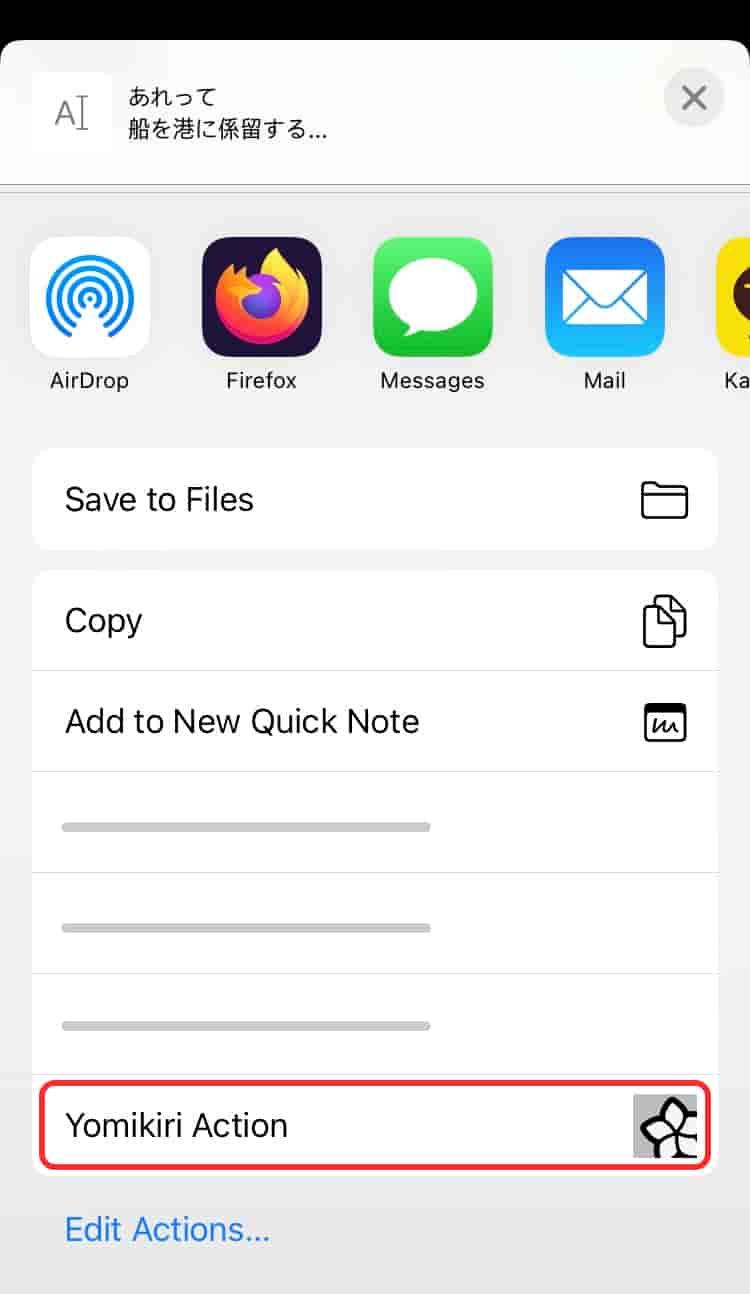 あれって
船を港に係留する...
AirDrop
Firefox
Messages
Mail
Ka
Save to Files
Copy
Add to New Quick Note
Yomikiri Action
Edit Actions...